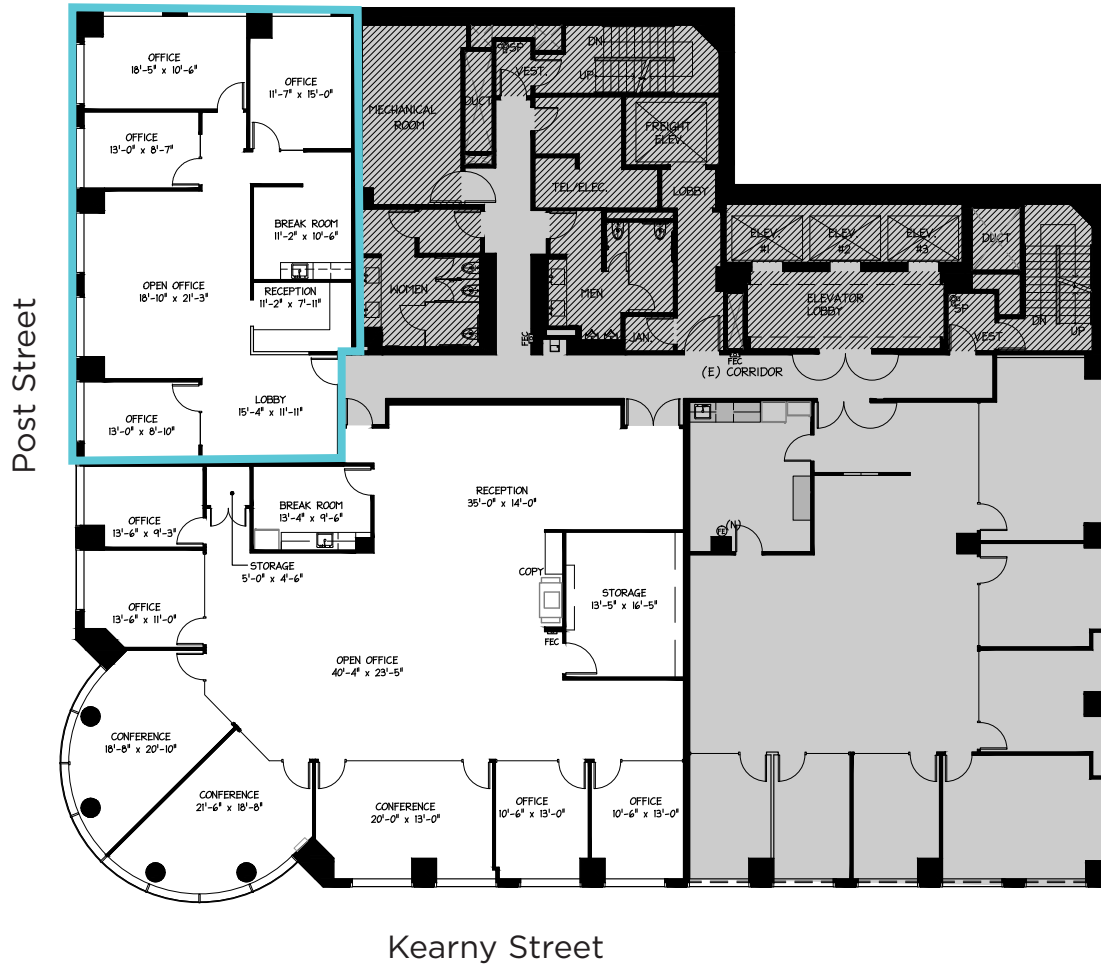 OFFICE
18'-5" x 10'-6"
OFFICE
11'-7" x 15'-0"
OFFICE
13'-0" x 8'-7"
BREAK ROOM
11'-2" x 10'-6"
OPEN OFFICE
18'-10" x 21'-3"
RECEPTION
11'-2" x 7'-11"
LOBBY
15'-4" x 11'-11"
OFFICE
13'-0" x 8'-10"
MECHANICAL
ROOM
DUCT
SP
VEST.
DN
UP
FREIGHT
ELEV.
TEL/ELEC.
LOBBY
WOMEN
MEN
JAN.
FEC
ELEV.
#1
ELEV.
#2
ELEV.
#3
DUCT
ELEVATOR
LOBBY
SP
VEST.
DN
UP
FEC
(E) CORRIDOR
RECEPTION
35'-0" x 14'-0"
BREAK ROOM
13'-4" x 9'-6"
OFFICE
13'-6" x 9'-3"
STORAGE
5'-0" x 4'-6"
OFFICE
13'-6" x 11'-0"
COPY
FEC
STORAGE
13'-5" x 16'-5"
OPEN OFFICE
40'-4" x 23'-5"
CONFERENCE
18'-8" x 20'-10"
CONFERENCE
21'-6" x 18'-8"
CONFERENCE
20'-0" x 13'-0"
OFFICE
10'-6" x 13'-0"
OFFICE
10'-6" x 13'-0"
(N)
FE
Post Street
Kearny Street